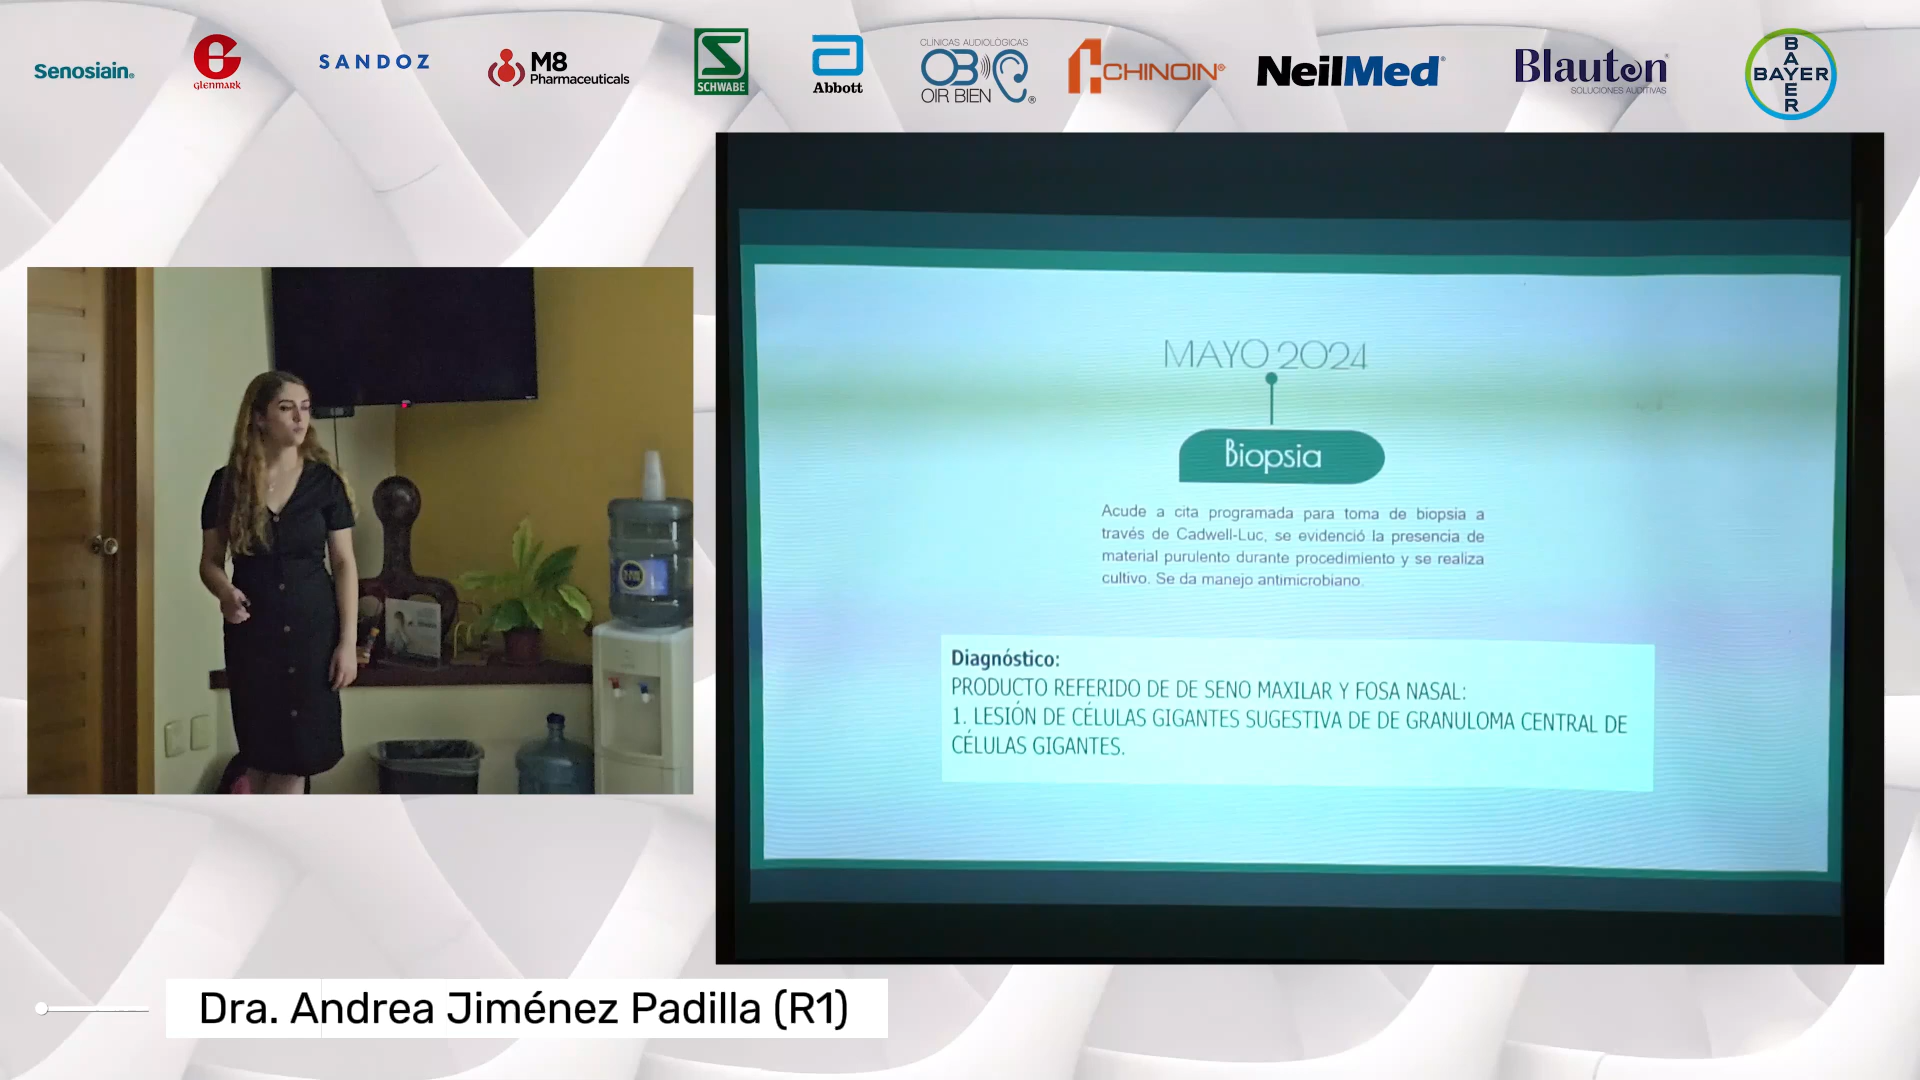 Senosiain®
G
glenmark
SANDOZ
M8
Pharmaceuticals
SCHWABE
Abbott
CLINICAS AUDIOLÓGICAS
OB
OIR BIEN®
CHINOIN®
NeilMed®
Blauton®
SOLUCIONES AUDITIVAS
BAYER
BAYER
MAYO 2024
Biopsia
Acude a cita programada para toma de biopsia a
través de Cadwell-Luc, se evidenció la presencia de
material purulento durante procedimiento y se realiza
cultivo. Se da manejo antimicrobiano.
Diagnóstico:
PRODUCTO REFERIDO DE DE SENO MAXILAR Y FOSA NASAL:
1. LESIÓN DE CÉLULAS GIGANTES SUGESTIVA DE DE GRANULOMA CENTRAL DE
CÉLULAS GIGANTES.
Dra. Andrea Jiménez Padilla (R1)